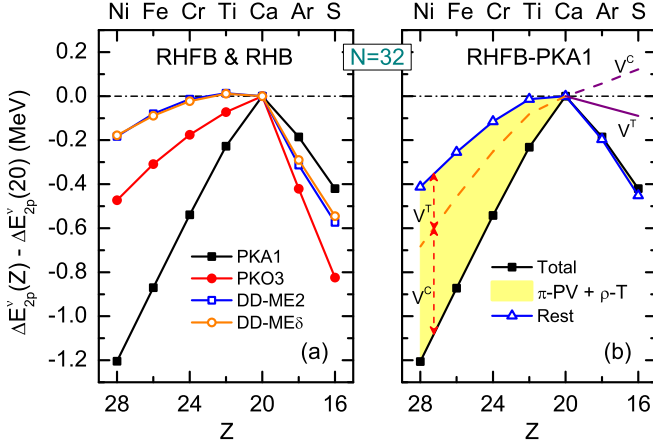 Ni Fe Cr Ti Ca Ar S
Ni Fe Cr Ti Ca Ar S
RHFB & RHB
N=32
RHFB-PKA1
0.2
0.0
-0.2
-0.4
-0.6
-0.8
-1.0
-1.2
ΔE^ν_2p(Z) - ΔE^ν_2p(20) (MeV)
PKA1
PKO3
DD-ME2
DD-MEδ
(a)
V^C
V^T
V^T
V^C
Total
π-PV + ρ-T
Rest
(b)
28 24 20 16
28 24 20 16
Z
Z